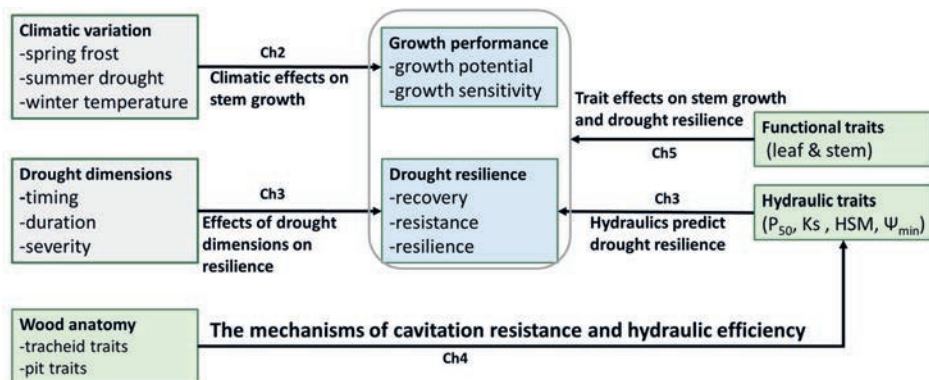 Climatic variation
-spring frost
-summer drought
-winter temperature
Ch2
Climatic effects on
stem growth
Growth performance
-growth potential
-growth sensitivity
Trait effects on stem growth
and drought resilience
Ch5
Functional traits
(leaf & stem)
Drought dimensions
-timing
-duration
-severity
Ch3
Effects of drought
dimensions on
resilience
Drought resilience
-recovery
-resistance
-resilience
Ch3
Hydraulics predict
drought resilience
Hydraulic traits
(P₅₀, Ks , HSM, Ψmin)
Wood anatomy
-tracheid traits
-pit traits
The mechanisms of cavitation resistance and hydraulic efficiency
Ch4